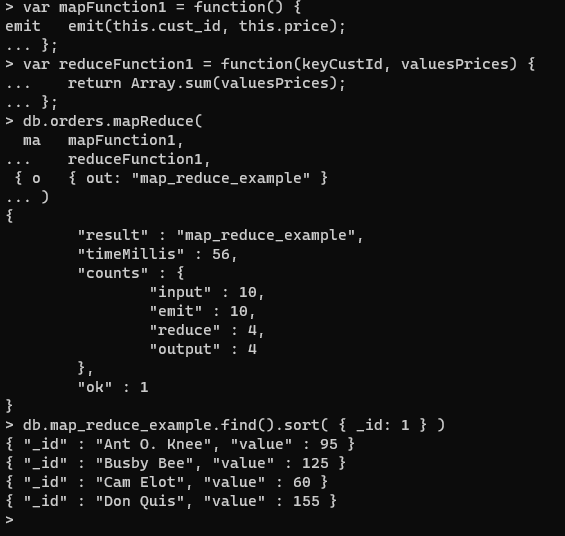 > var mapFunction1 = function() {
emit   emit(this.cust_id, this.price);
... };
> var reduceFunction1 = function(keyCustId, valuesPrices) {
...    return Array.sum(valuesPrices);
... };
> db.orders.mapReduce(
  ma   mapFunction1,
...    reduceFunction1,
 { o   { out: "map_reduce_example" }
... )
{
        "result" : "map_reduce_example",
        "timeMillis" : 56,
        "counts" : {
                "input" : 10,
                "emit" : 10,
                "reduce" : 4,
                "output" : 4
        },
        "ok" : 1
}
> db.map_reduce_example.find().sort( { _id: 1 } )
{ "_id" : "Ant O. Knee", "value" : 95 }
{ "_id" : "Busby Bee", "value" : 125 }
{ "_id" : "Cam Elot", "value" : 60 }
{ "_id" : "Don Quis", "value" : 155 }
>